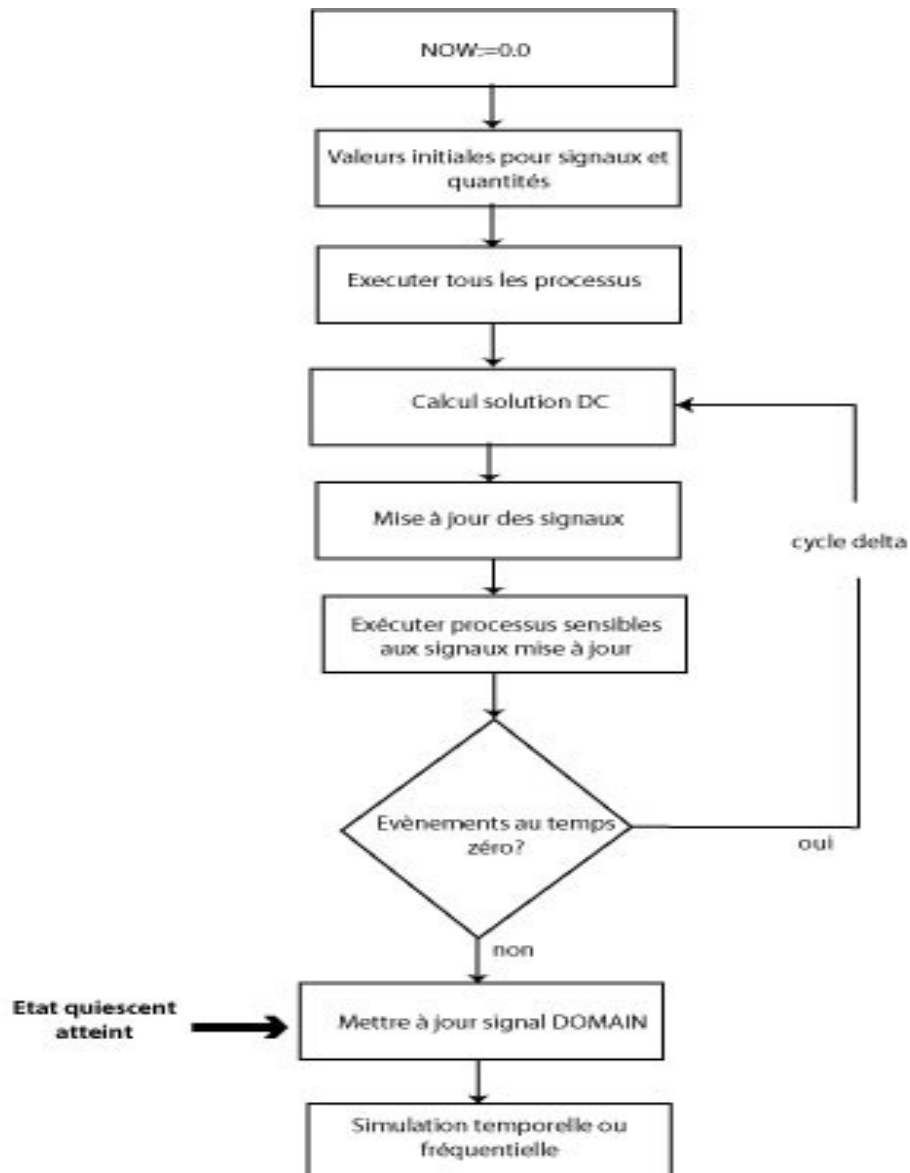 NOW:=0.0
Valeurs initiales pour signaux et
quantités
Executer tous les processus
Calcul solution DC
Mise à jour des signaux
cycle delta
Exécuter processus sensibles
aux signaux mise à jour
Evènements au temps
zéro?
oui
non
Etat quiescent
atteint
Mettre à jour signal DOMAIN
Simulation temporelle ou
fréquentielle